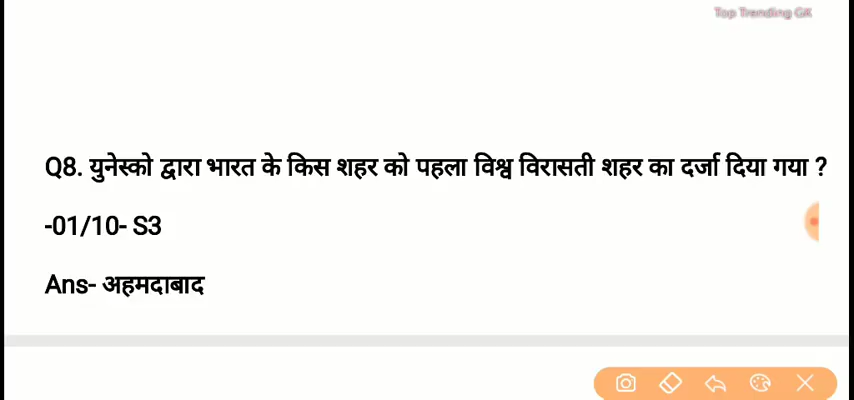 Top Trending GK
Q8. युनेस्को द्वारा भारत के किस शहर को पहला विश्व विरासती शहर का दर्जा दिया गया ?
-01/10- S3
Ans- अहमदाबाद